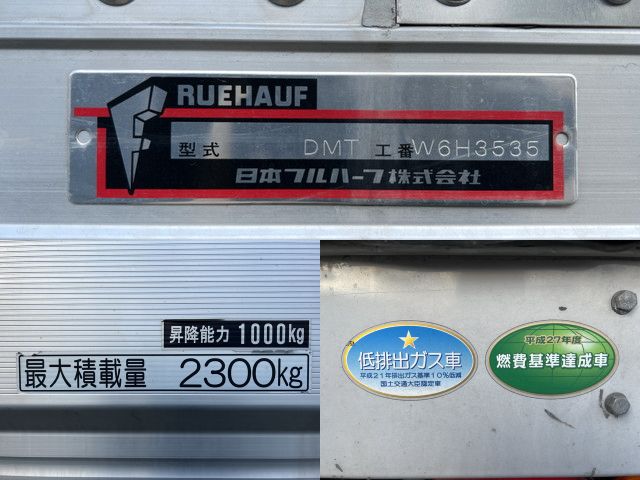 FRUEHAUF
型式 DMT 工番 W6H3535
日本フルハーフ株式会社
昇降能力 1000kg
最大積載量 2300kg
低排出ガス車
平成21年排出ガス基準10%低減
国土交通大臣認定車
平成27年度
燃費基準達成車